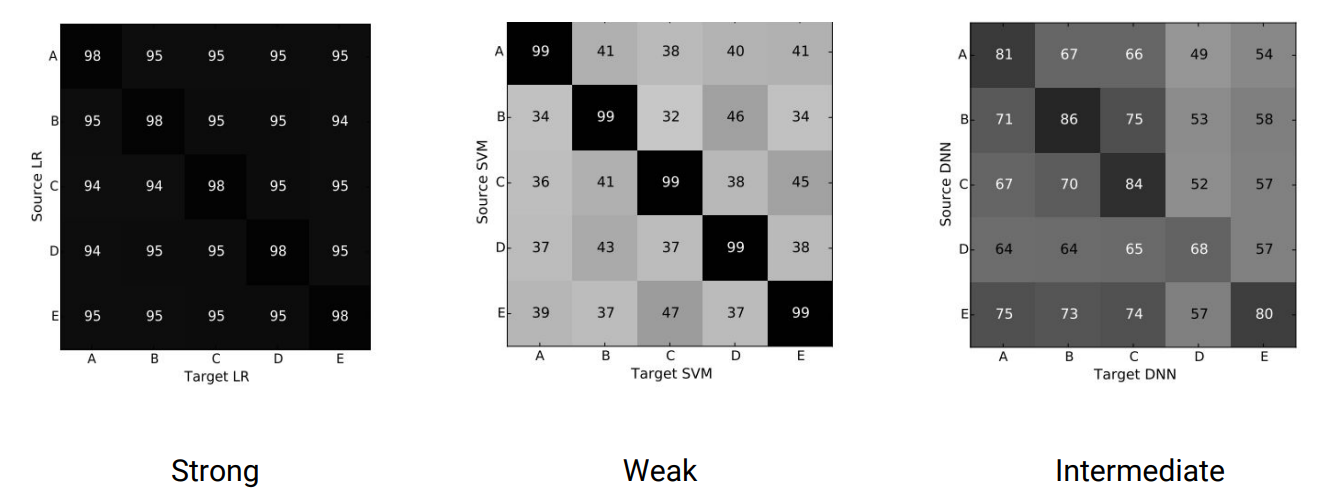 A 98 95 95 95 95
B 95 98 95 95 94
C 94 94 98 95 95
D 94 95 95 98 95
E 95 95 95 95 98
A B C D E
Source LR
Target LR
Strong
A 99 41 38 40 41
B 34 99 32 46 34
C 36 41 99 38 45
D 37 43 37 99 38
E 39 37 47 37 99
A B C D E
Source SVM
Target SVM
Weak
A 81 67 66 49 54
B 71 86 75 53 58
C 67 70 84 52 57
D 64 64 65 68 57
E 75 73 74 57 80
A B C D E
Source DNN
Target DNN
Intermediate